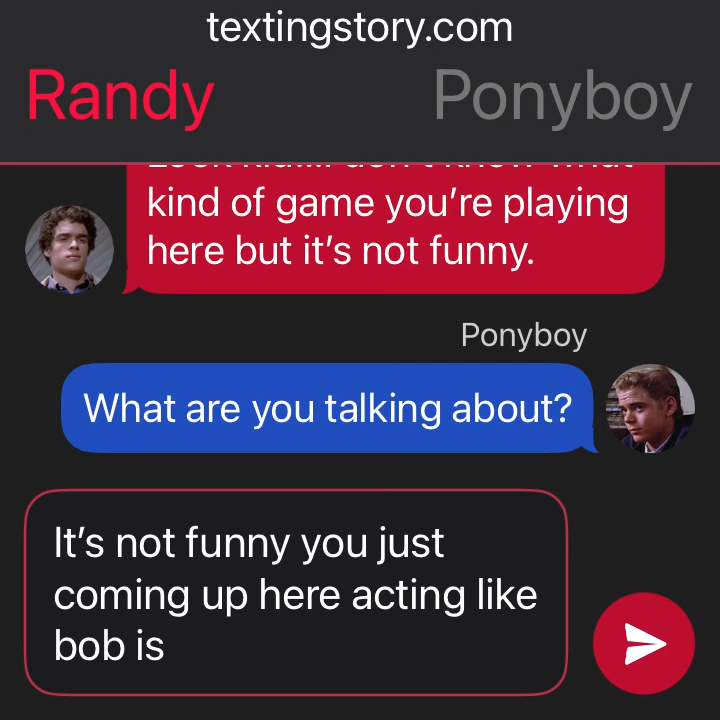 textingstory.com
Randy Ponyboy
kind of game you’re playing
here but it’s not funny.
Ponyboy
What are you talking about?
It’s not funny you just
coming up here acting like
bob is